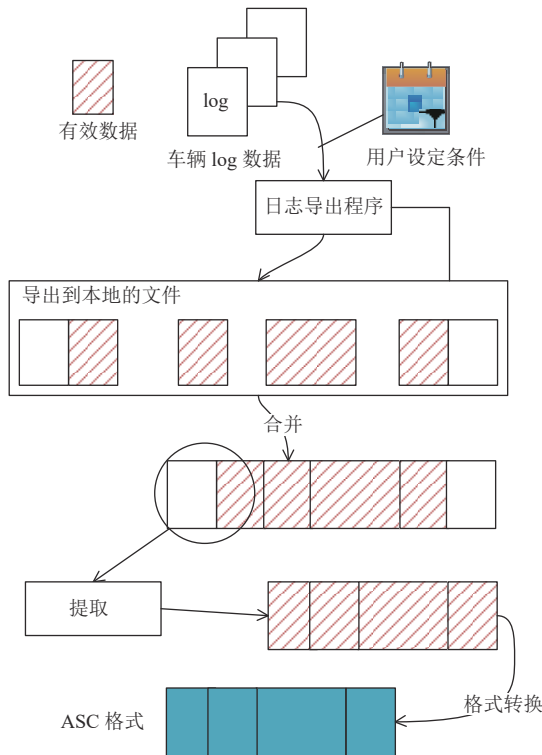 log
有效数据
车辆 log 数据
用户设定条件
日志导出程序
导出到本地的文件
合并
提取
格式转换
ASC 格式